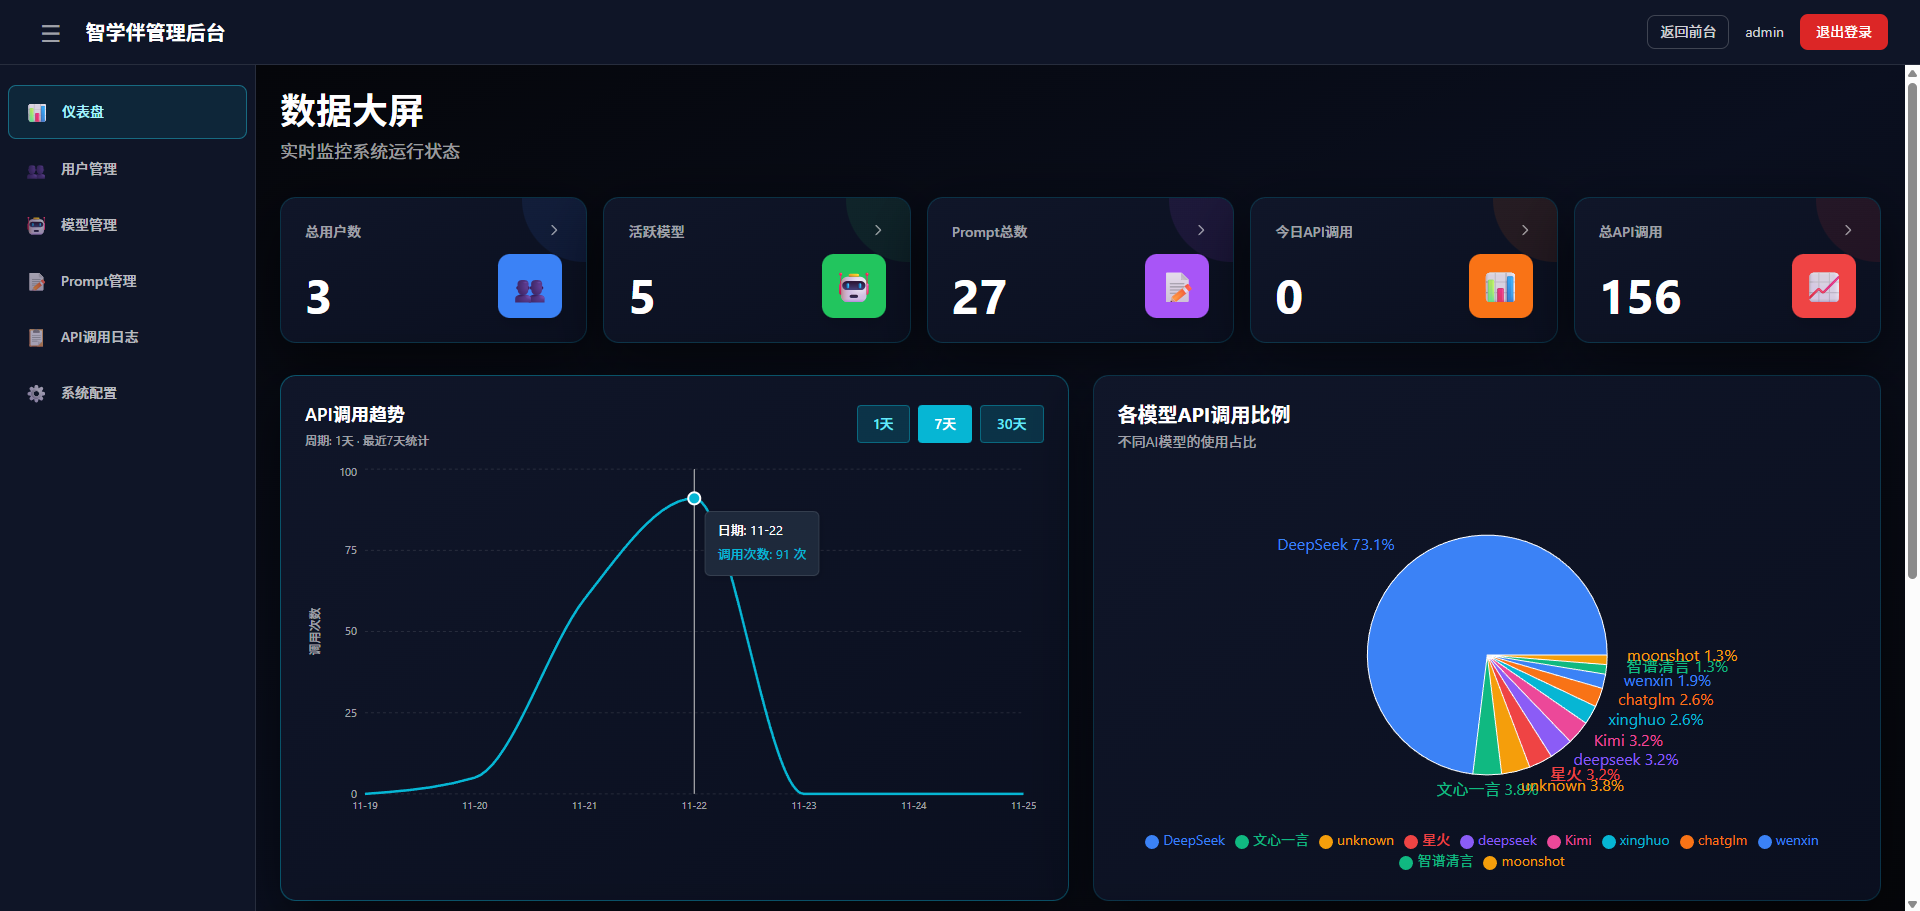 智学伴管理后台
返回前台
admin
退出登录
仪表盘
用户管理
模型管理
Prompt管理
API调用日志
系统配置
数据大屏
实时监控系统运行状态
总用户数
3
活跃模型
5
Prompt总数
27
今日API调用
0
总API调用
156
API调用趋势
周期: 1天 · 最近7天统计
1天
7天
30天
调用次数
100
75
50
25
0
11-19
11-20
11-21
11-22
11-23
11-24
11-25
日期: 11-22
调用次数: 91 次
各模型API调用比例
不同AI模型的使用占比
DeepSeek 73.1%
moonshot 1.3%
智谱清言 1.3%
wenxin 1.9%
chatglm 2.6%
xinghuo 2.6%
Kimi 3.2%
deepseek 3.2%
星火 3.2%
unknown 3.8%
文心一言 3.8%
DeepSeek 文心一言 unknown 星火 deepseek Kimi xinghuo chatglm wenxin
智谱清言 moonshot